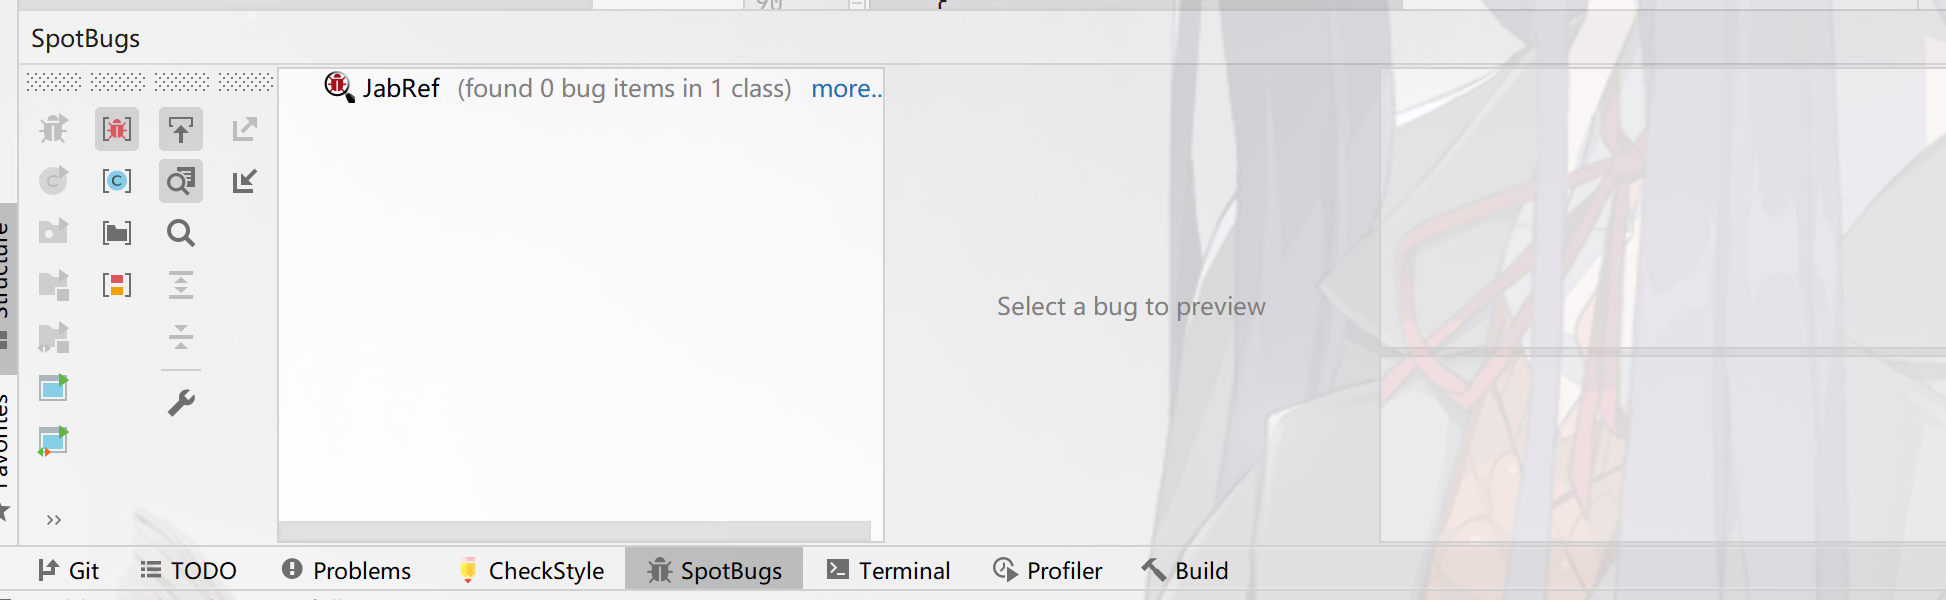 90
{
SpotBugs
JabRef (found 0 bug items in 1 class) more..
Structure
Favorites
Select a bug to preview
Git TODO Problems CheckStyle SpotBugs Terminal Profiler Build